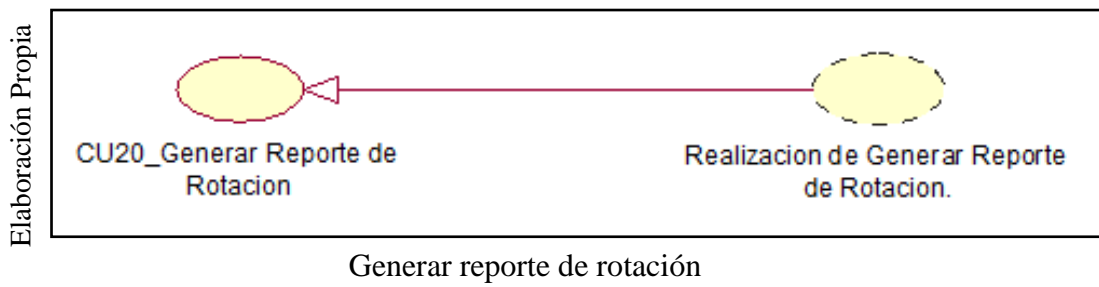 Elaboración Propia
CU20_Generar Reporte de
Rotacion
Realizacion de Generar Reporte
de Rotacion.
Generar reporte de rotación